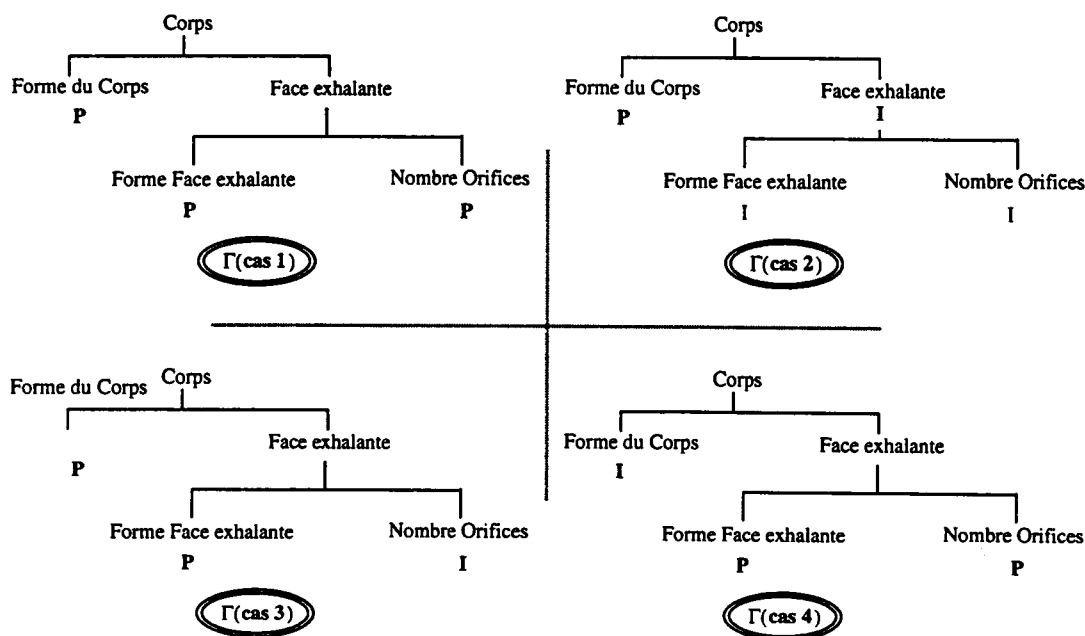 Corps
Forme du Corps
Face exhalante
P
Forme Face exhalante
Nombre Orifices
P
P
Γ(cas 1)
Corps
Forme du Corps
Face exhalante
P
I
Forme Face exhalante
Nombre Orifices
I
I
Γ(cas 2)
Corps
Forme du Corps
Face exhalante
P
Forme Face exhalante
Nombre Orifices
P
I
Γ(cas 3)
Corps
Forme du Corps
Face exhalante
I
Forme Face exhalante
Nombre Orifices
P
P
Γ(cas 4)